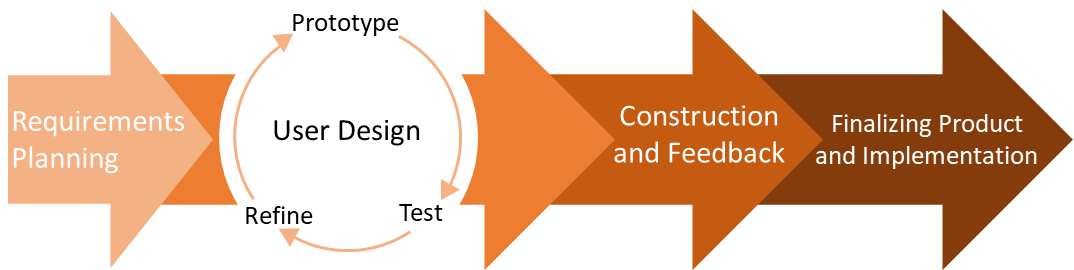 Requirements
Planning
Prototype
User Design
Test
Refine
Construction
and Feedback
Finalizing Product
and Implementation